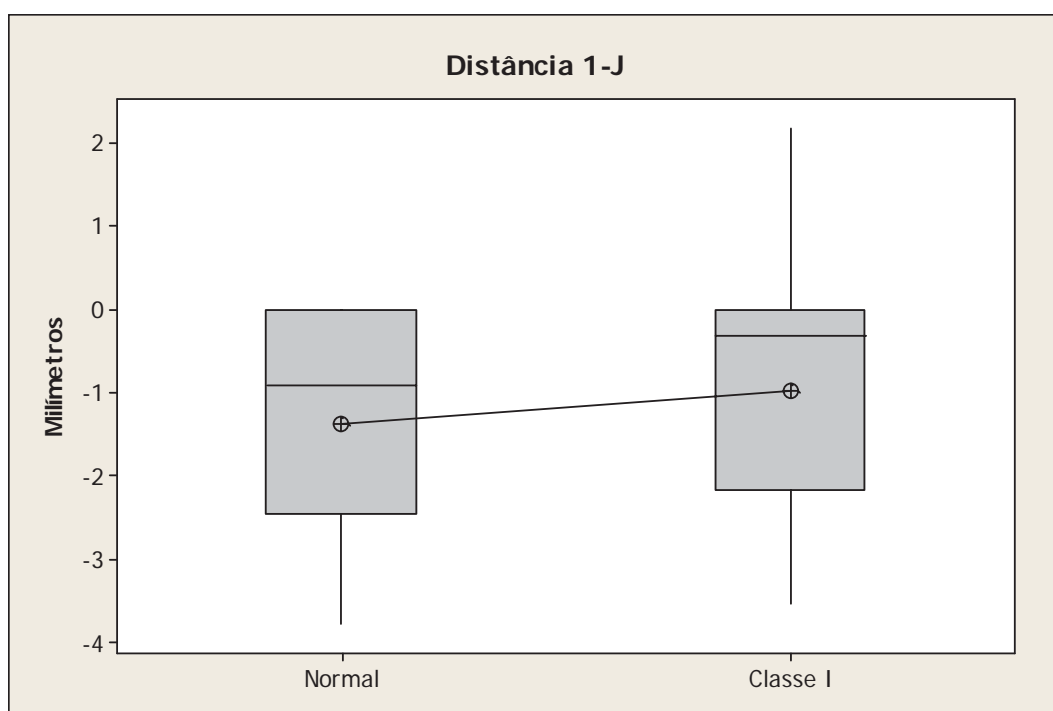 Distância 1-J
Milímetros
2
1
0
-1
-2
-3
-4
Normal
Classe I